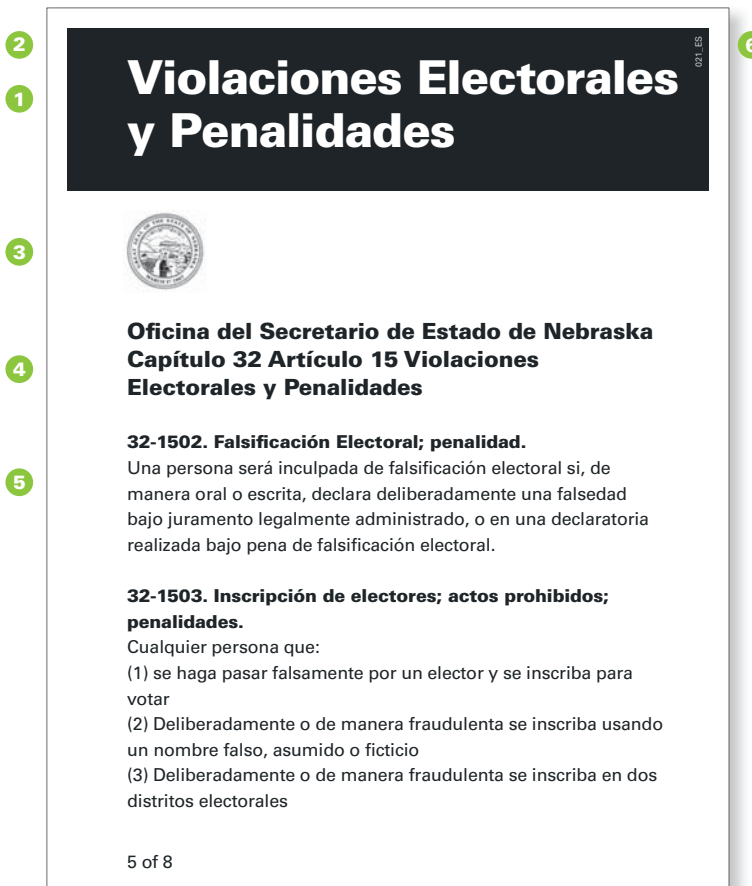 2
1
3
4
5
6
021_ES
Violaciones Electorales
y Penalidades
Oficina del Secretario de Estado de Nebraska
Capítulo 32 Artículo 15 Violaciones
Electorales y Penalidades
32-1502. Falsificación Electoral; penalidad.
Una persona será inculpada de falsificación electoral si, de
manera oral o escrita, declara deliberadamente una falsedad
bajo juramento legalmente administrado, o en una declaratoria
realizada bajo pena de falsificación electoral.
32-1503. Inscripción de electores; actos prohibidos;
penalidades.
Cualquier persona que:
(1) se haga pasar falsamente por un elector y se inscriba para
votar
(2) Deliberadamente o de manera fraudulenta se inscriba usando
un nombre falso, asumido o ficticio
(3) Deliberadamente o de manera fraudulenta se inscriba en dos
distritos electorales
5 of 8